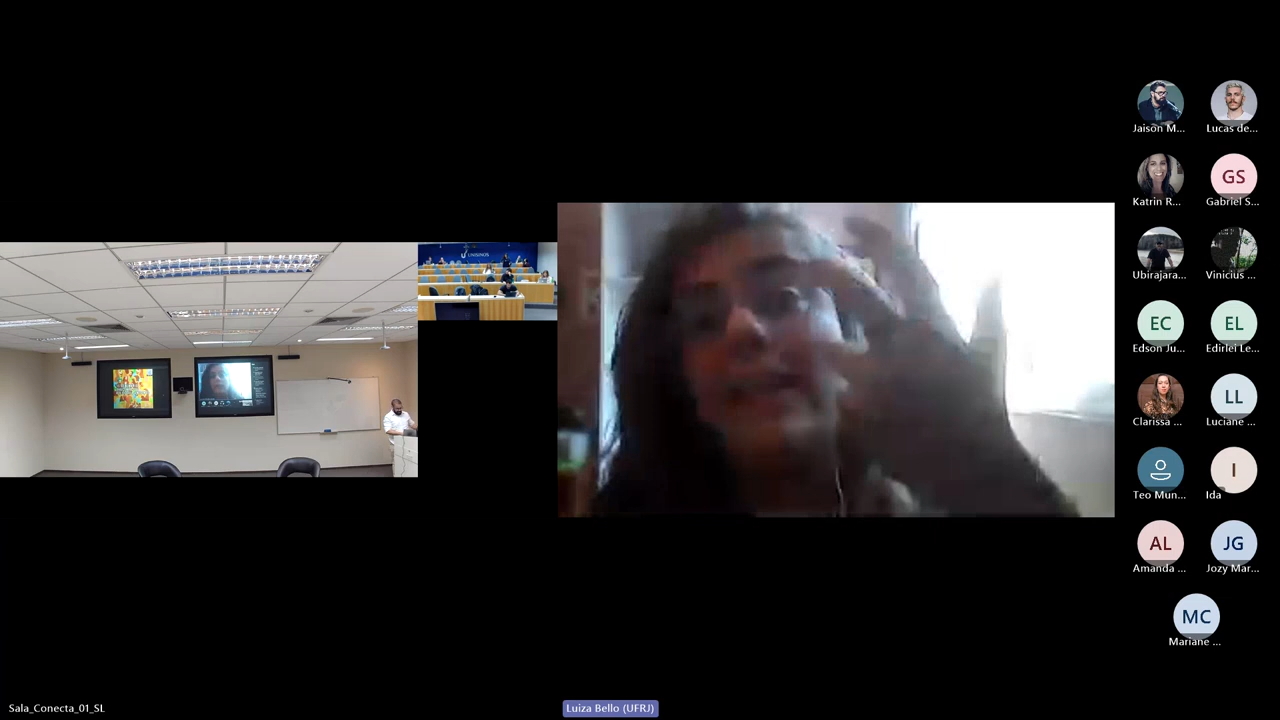 UNISINOS
Jaison M...
Lucas de...
Katrin R...
GS
Gabriel S...
Ubirajara...
Vinicius ...
EC
EL
Edson Ju...
Edirlei Le...
LL
Clarissa ...
Luciane ...
I
Teo Mun...
Ida
AL
JG
Amanda ...
Jozy Mar...
MC
Mariane ...
Sala_Conecta_01_SL
Luiza Bello (UFRJ)